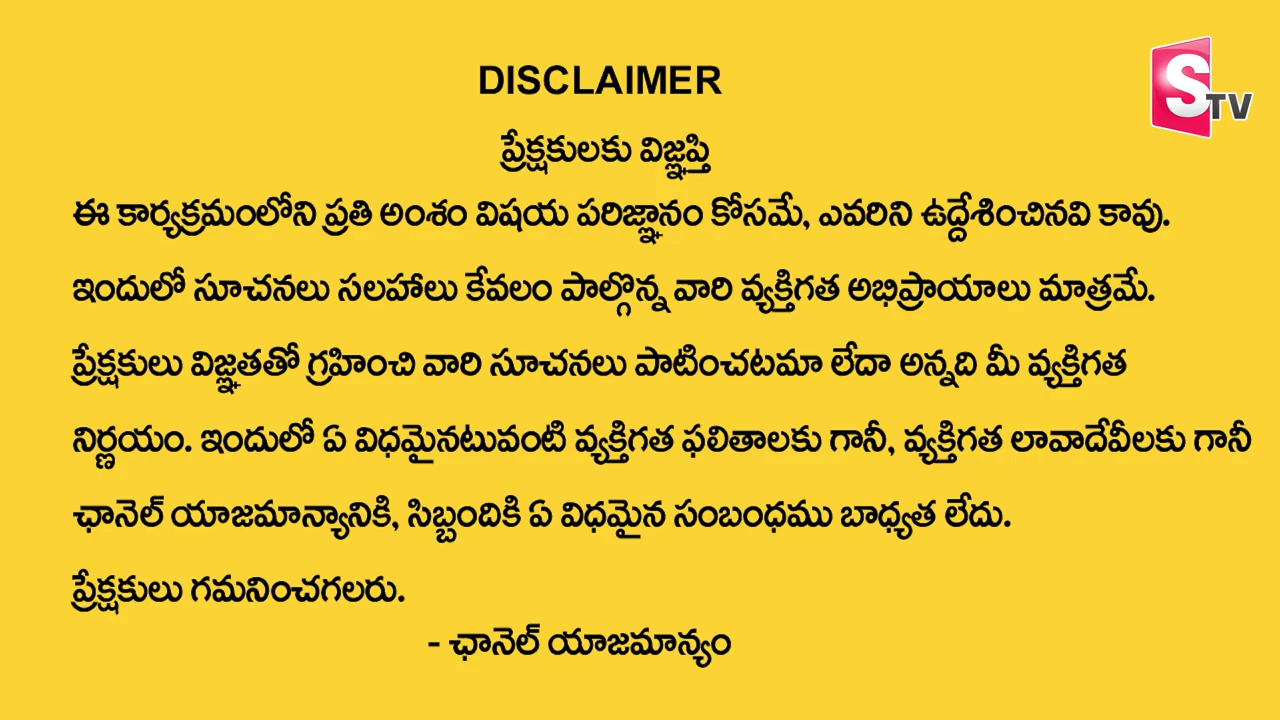 DISCLAIMER
S TV
ప్రేక్షకులకు విజ్ఞప్తి
ఈ కార్యక్రమంలోని ప్రతి అంశం విషయ పరిజ్ఞానం కోసమే, ఎవరిని ఉద్దేశించినవి కావు.
ఇందులో సూచనలు సలహాలు కేవలం పాల్గొన్న వారి వ్యక్తిగత అభిప్రాయాలు మాత్రమే.
ప్రేక్షకులు విజ్ఞతతో గ్రహించి వారి సూచనలు పాటించటమా లేదా అన్నది మీ వ్యక్తిగత
నిర్ణయం. ఇందులో ఏ విధమైనటువంటి వ్యక్తిగత ఫలితాలకు గానీ, వ్యక్తిగత లావాదేవీలకు గానీ
ఛానెల్ యాజమాన్యానికి, సిబ్బందికి ఏ విధమైన సంబంధము బాధ్యత లేదు.
ప్రేక్షకులు గమనించగలరు.
- ఛానెల్ యాజమాన్యం